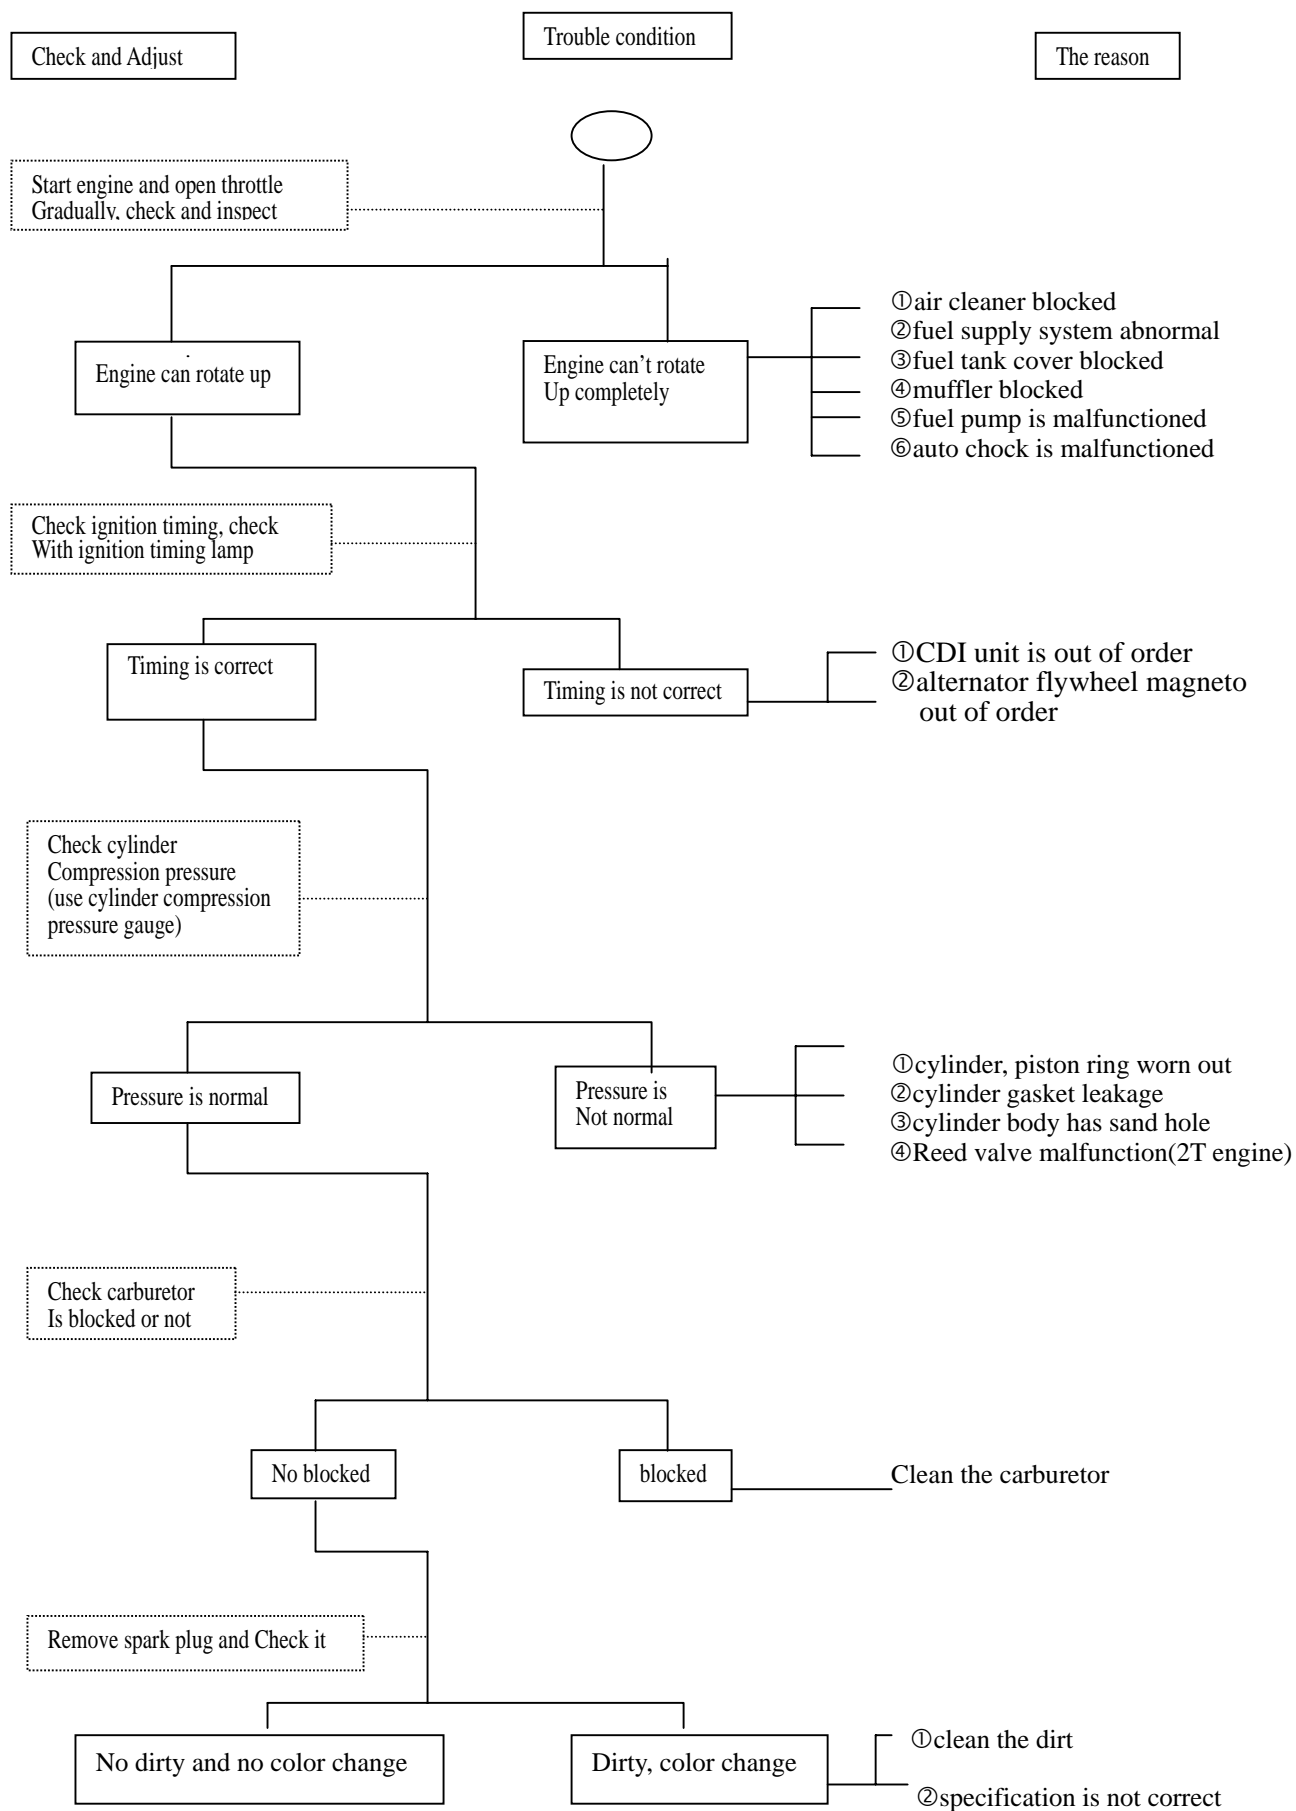 Trouble condition
Check and Adjust
The reason
Start engine and open throttle
Gradually, check and inspect
①air cleaner blocked
②fuel supply system abnormal
③fuel tank cover blocked
④muffler blocked
⑤fuel pump is malfunctioned
⑥auto chock is malfunctioned
Engine can rotate up
Engine can't rotate
Up completely
Check ignition timing, check
With ignition timing lamp
Timing is correct
Timing is not correct
①CDI unit is out of order
②alternator flywheel magneto
out of order
Check cylinder
Compression pressure
(use cylinder compression
pressure gauge)
Pressure is normal
Pressure is
Not normal
①cylinder, piston ring worn out
②cylinder gasket leakage
③cylinder body has sand hole
④Reed valve malfunction(2T engine)
Check carburetor
Is blocked or not
No blocked
blocked
Clean the carburetor
Remove spark plug and Check it
No dirty and no color change
Dirty, color change
①clean the dirt
②specification is not correct